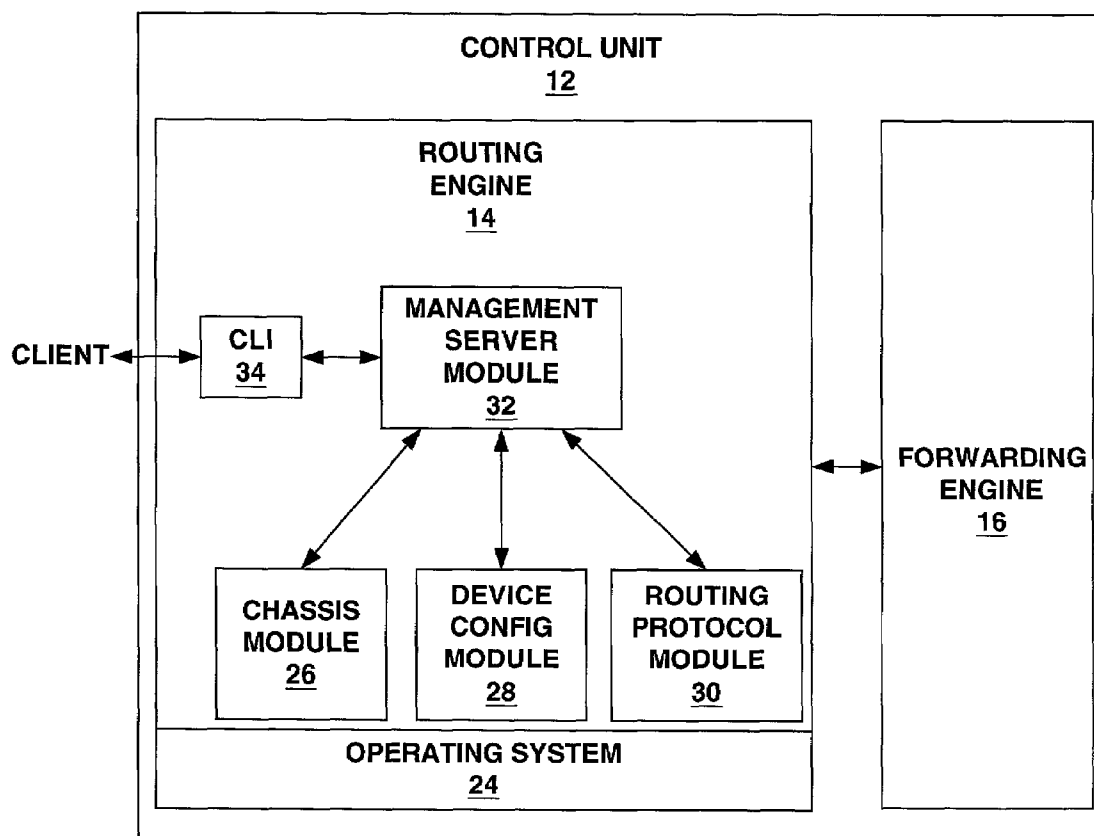 CONTROL UNIT
12
ROUTING
ENGINE
14
MANAGEMENT
SERVER
MODULE
32
CLIENT
CLI
34
FORWARDING
ENGINE
16
CHASSIS
MODULE
26
DEVICE
CONFIG
MODULE
28
ROUTING
PROTOCOL
MODULE
30
OPERATING SYSTEM
24